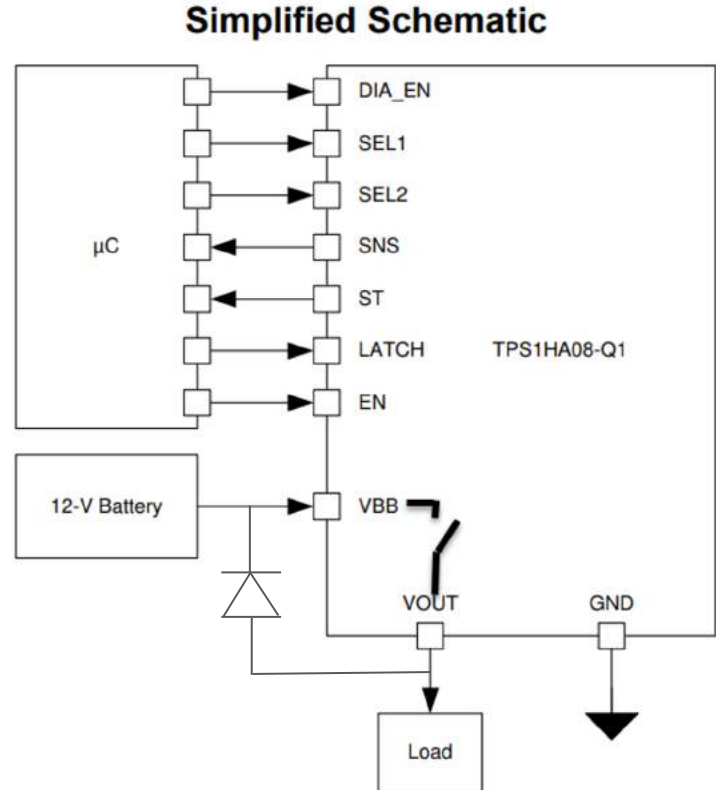 Simplified Schematic
DIA_EN
SEL1
SEL2
µC
SNS
ST
LATCH
TPS1HA08-Q1
EN
12-V Battery
VBB
VOUT
GND
Load